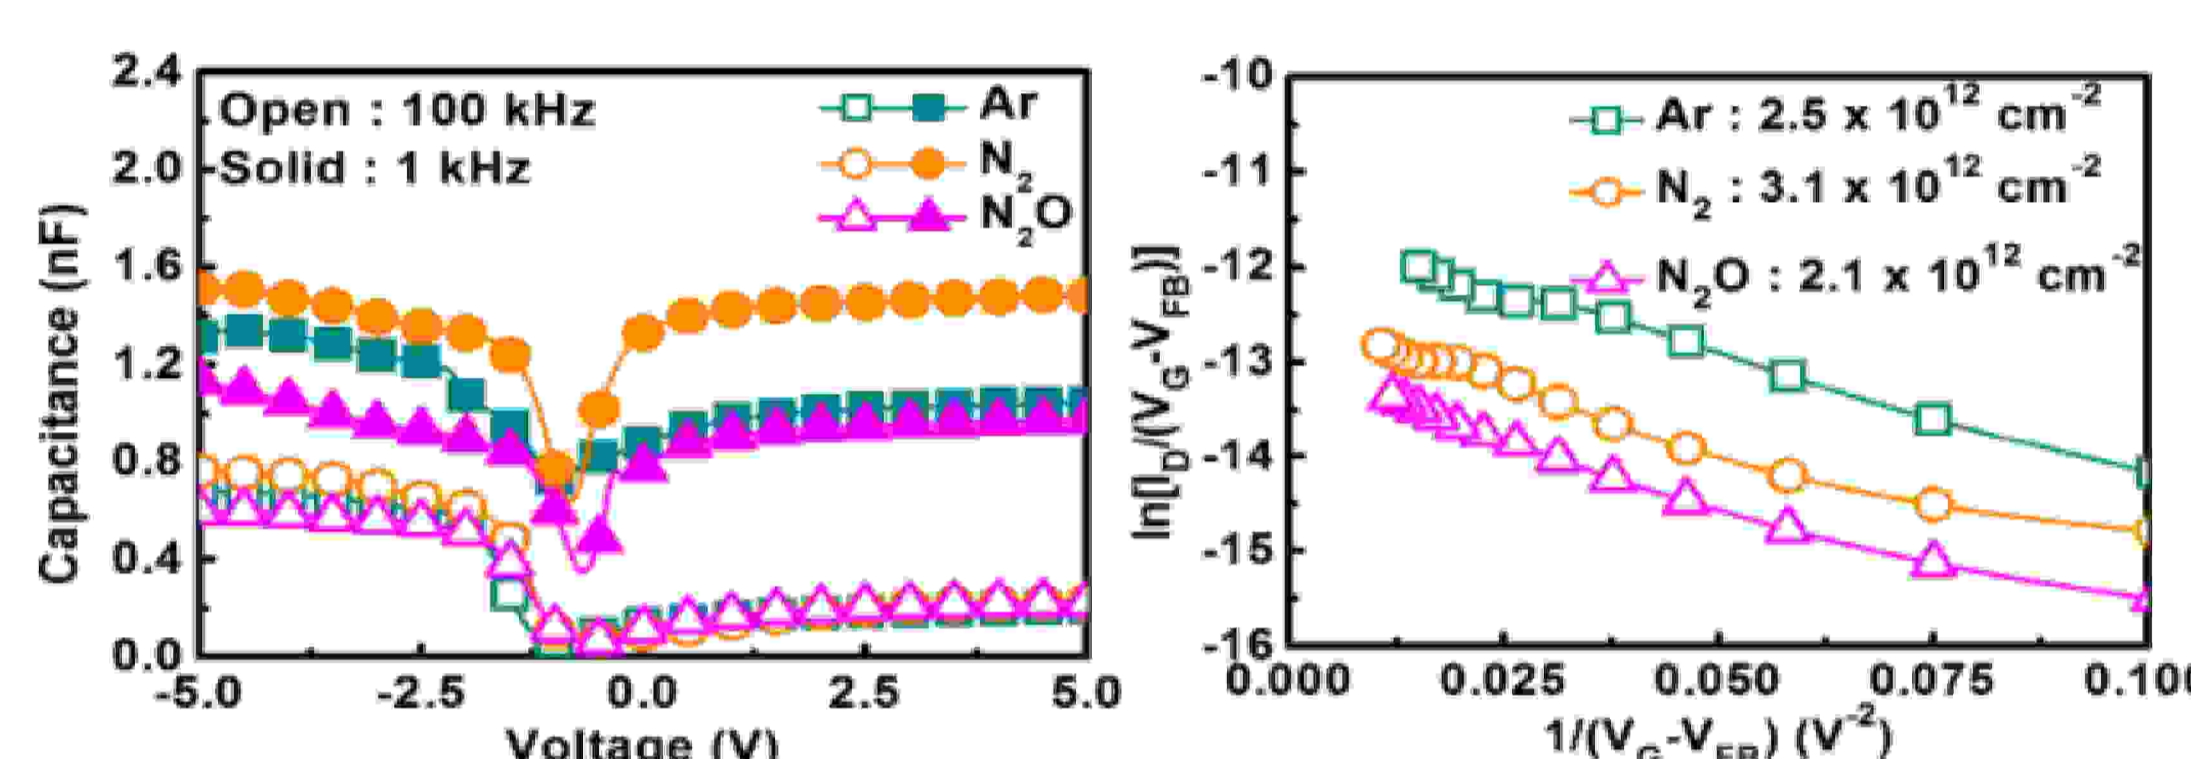 2.4
2.0
1.6
1.2
0.8
0.4
0.0
Capacitance (nF)
Open : 100 kHz
Solid : 1 kHz
Ar
N2
N2O
-5.0 -2.5 0.0 2.5 5.0
Voltage (V)
-10
-11
-12
-13
-14
-15
-16
ln[ID/(VG-VFB)]
Ar : 2.5 x 10^12 cm^-2
N2 : 3.1 x 10^12 cm^-2
N2O : 2.1 x 10^12 cm^-2
0.000 0.025 0.050 0.075 0.100
1/(VG-VFB) (V^-2)